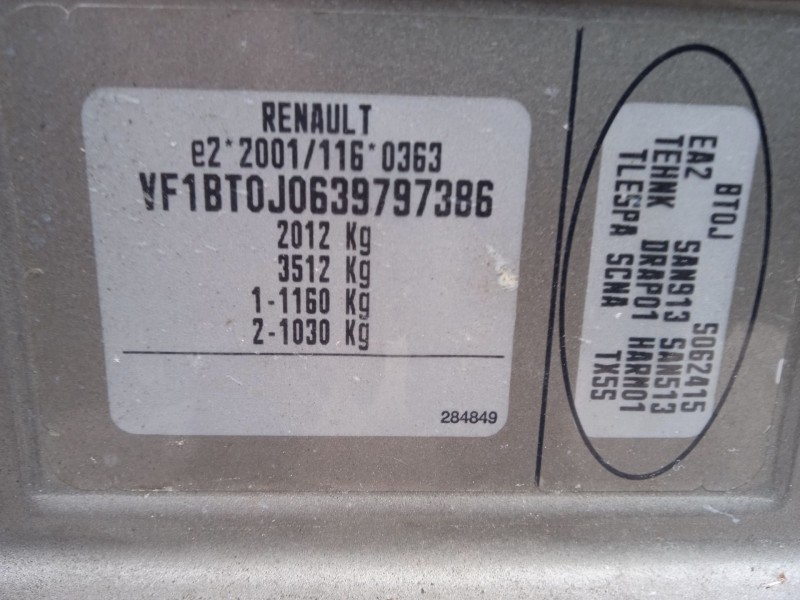 RENAULT
e2*2001/116*0363
VF1BT0J0639797386
2012 Kg
3512 Kg
1-1160 Kg
2-1030 Kg
284849
BT0J S062415
EA2 SAN913 SAN513
TEHNK DRAP01 HARM01
TLESPA SCNA TXSS